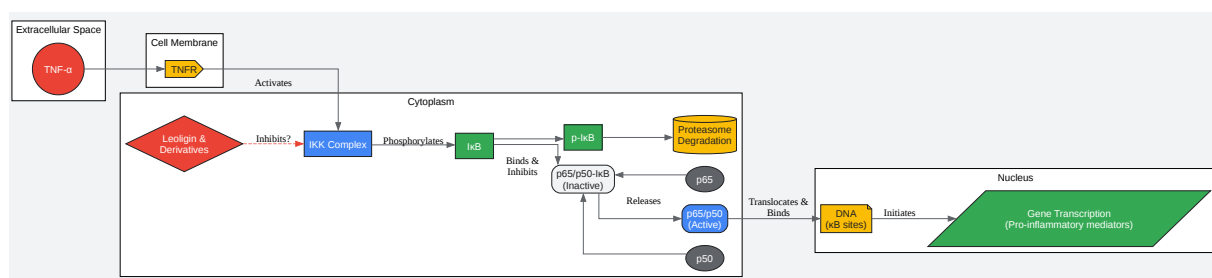 Extracellular Space
TNF-α
Cell Membrane
TNFR
Activates
Cytoplasm
Leoligin &
Derivatives
Inhibits?
IKK Complex
Phosphorylates
IκB
p-IκB
Proteasome
Degradation
Binds &
Inhibits
p65/p50-IκB
(Inactive)
p65
Releases
p65/p50
(Active)
p50
Translocates &
Binds
Nucleus
DNA
(κB sites)
Initiates
Gene Transcription
(Pro-inflammatory mediators)